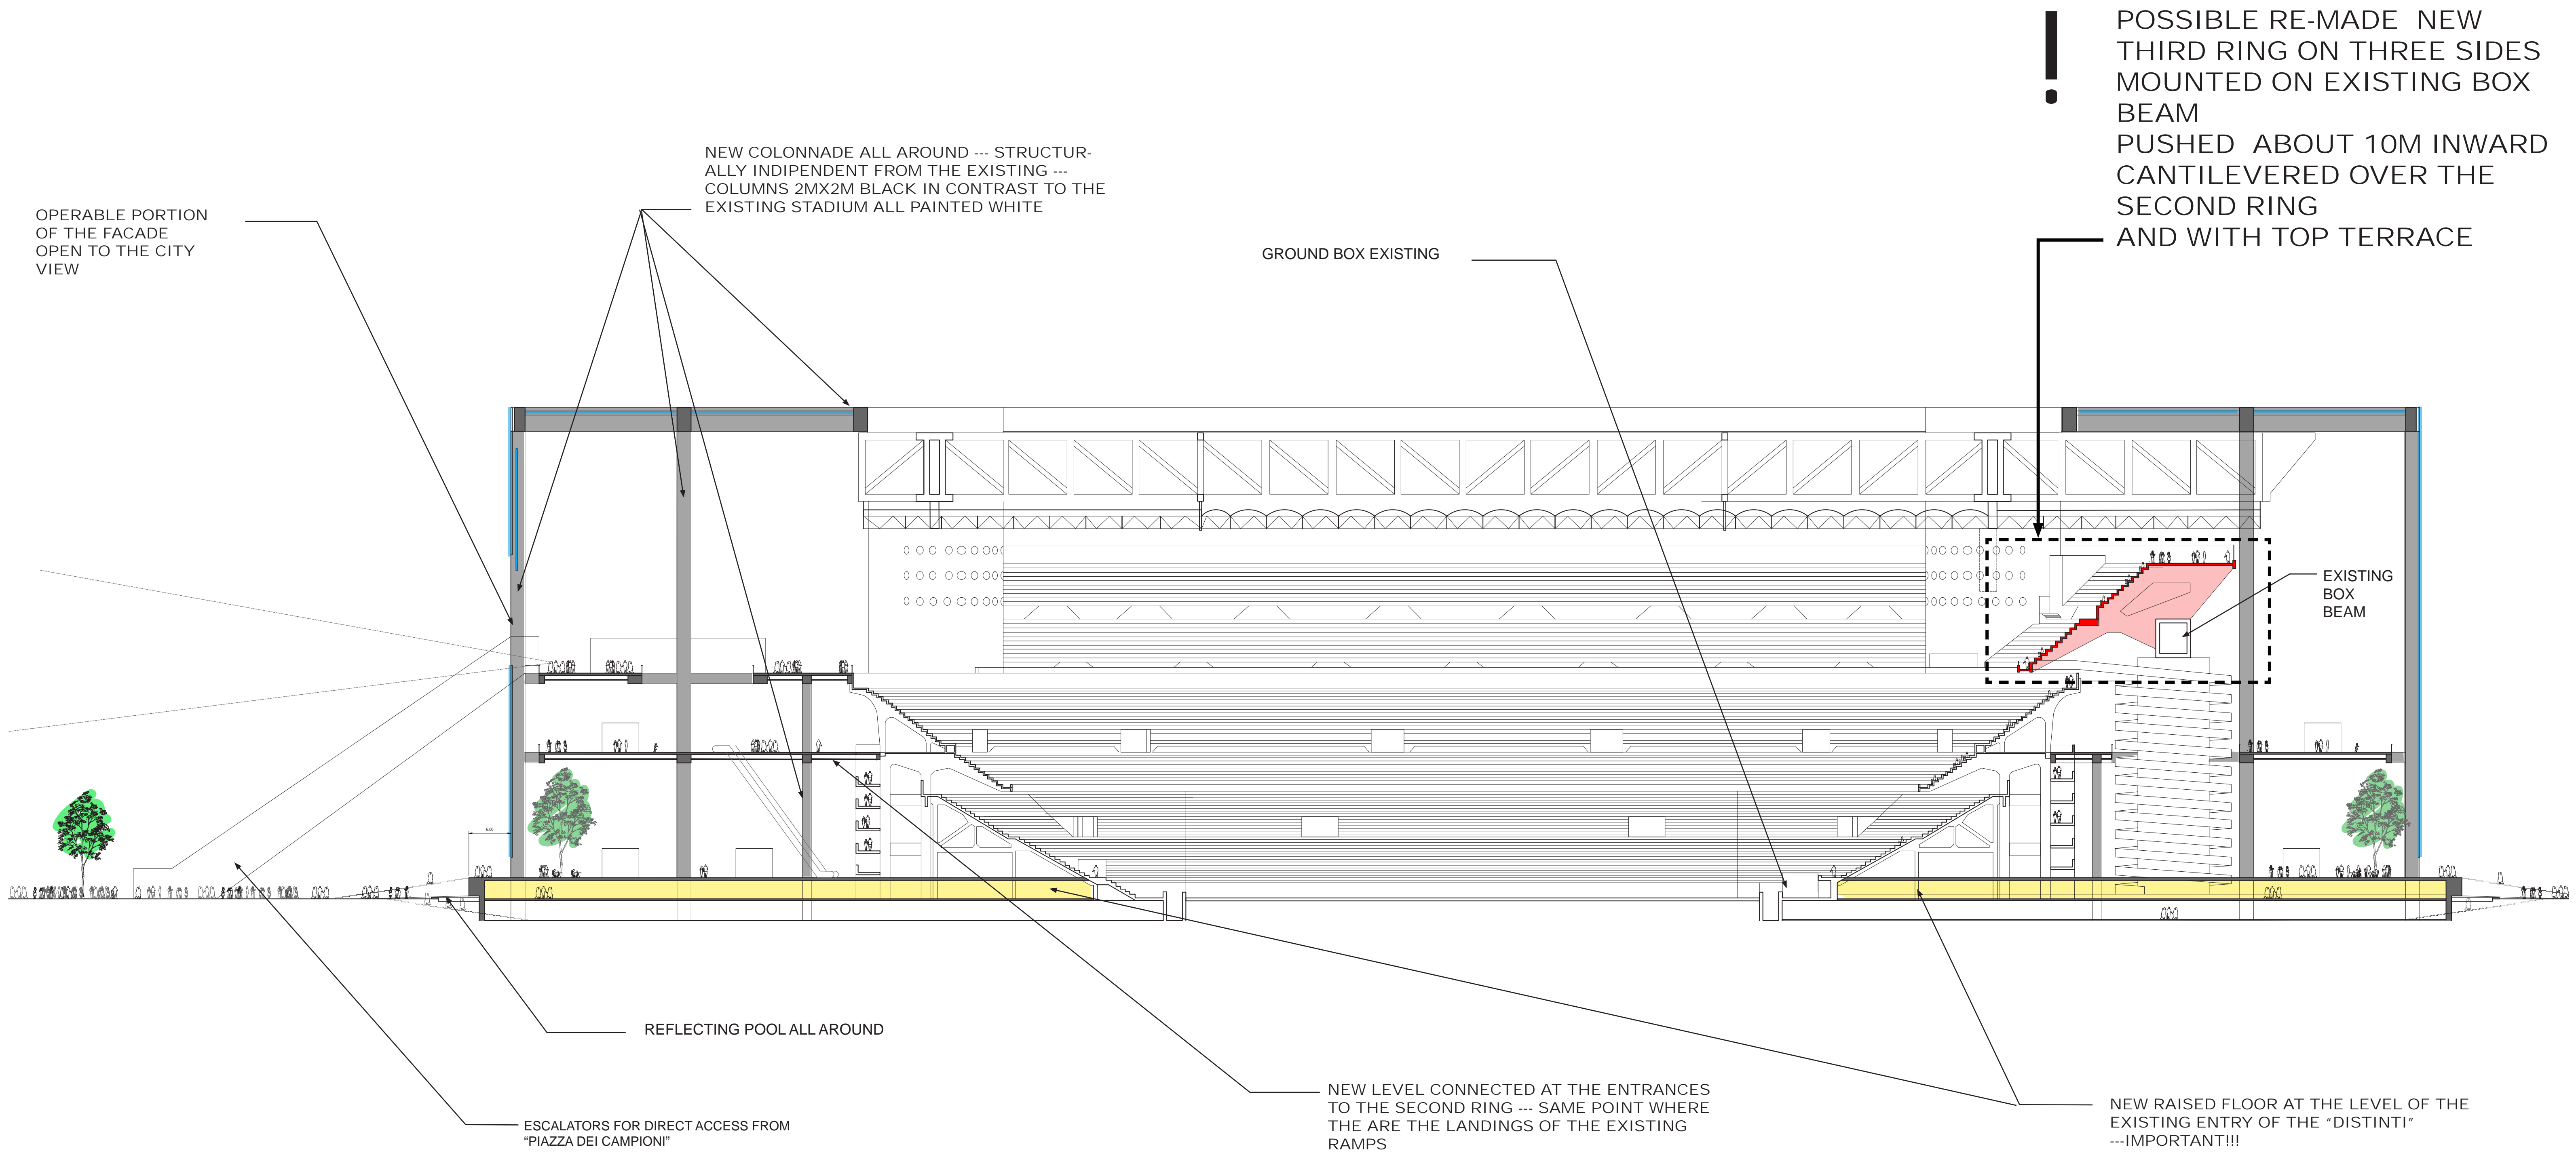 !
POSSIBLE RE-MADE  NEW
THIRD RING ON THREE SIDES
MOUNTED ON EXISTING BOX
BEAM
PUSHED  ABOUT 10M INWARD
CANTILEVERED OVER THE
SECOND RING
AND WITH TOP TERRACE
NEW COLONNADE ALL AROUND --- STRUCTUR-
ALLY INDIPENDENT FROM THE EXISTING ---
COLUMNS 2MX2M BLACK IN CONTRAST TO THE
EXISTING STADIUM ALL PAINTED WHITE
OPERABLE PORTION
OF THE FACADE
OPEN TO THE CITY
VIEW
GROUND BOX EXISTING
EXISTING
BOX
BEAM
6.00
REFLECTING POOL ALL AROUND
ESCALATORS FOR DIRECT ACCESS FROM
“PIAZZA DEI CAMPIONI”
NEW LEVEL CONNECTED AT THE ENTRANCES
TO THE SECOND RING --- SAME POINT WHERE
THE ARE THE LANDINGS OF THE EXISTING
RAMPS
NEW RAISED FLOOR AT THE LEVEL OF THE
EXISTING ENTRY OF THE “DISTINTI”
---IMPORTANT!!!